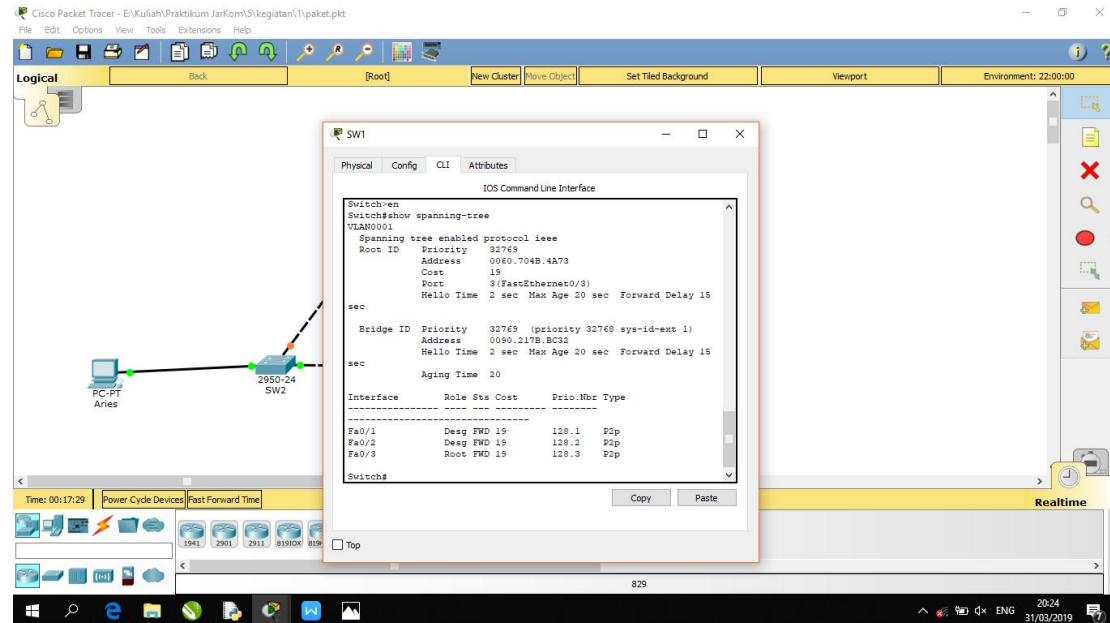 Cisco Packet Tracer - E:\Kuliah\Praktikum JarKom\5\kegiatan\1\paket.pkt
File Edit Options View Tools Extensions Help
Logical Back [Root] New Cluster Move Object Set Tiled Background Viewport Environment: 22:00:00
SW1
Physical Config CLI Attributes
IOS Command Line Interface
Switch>en
Switch#show spanning-tree
VLAN0001
Spanning tree enabled protocol ieee
Root ID Priority 32769
Address 0060.704B.4A73
Cost 19
Port 3(FastEthernet0/3)
Hello Time 2 sec Max Age 20 sec Forward Delay 15
sec
Bridge ID Priority 32769 (priority 32768 sys-id-ext 1)
Address 0090.217B.BC32
Hello Time 2 sec Max Age 20 sec Forward Delay 15
sec
Aging Time 20
Interface Role Sts Cost Prio.Nbr Type
---------------- ---- --- --------- --------
--------------------------------
Fa0/1 Desg FWD 19 128.1 P2p
Fa0/2 Desg FWD 19 128.2 P2p
Fa0/3 Root FWD 19 128.3 P2p
Switch#
Copy Paste
Top
PC-PT
Aries
2950-24
SW2
Time: 00:17:29 Power Cycle Devices Fast Forward Time Realtime
1941 2901 2911 819IOX
829
ENG
20:24
31/03/2019